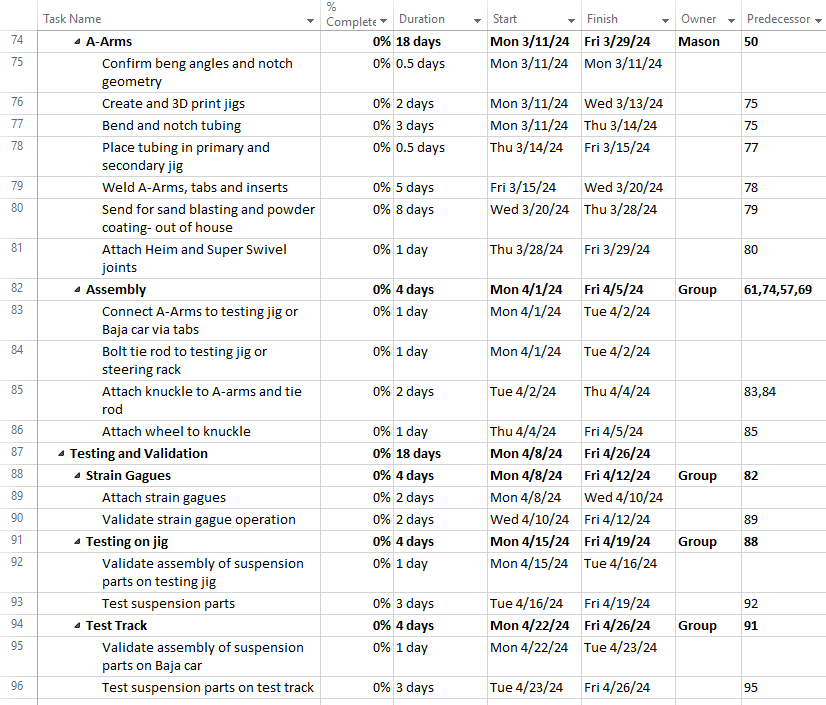 Task Name % Complete Duration Start Finish Owner Predecessor
74 A-Arms 0% 18 days Mon 3/11/24 Fri 3/29/24 Mason 50
75 Confirm beng angles and notch 0% 0.5 days Mon 3/11/24 Mon 3/11/24
geometry
76 Create and 3D print jigs 0% 2 days Mon 3/11/24 Wed 3/13/24 75
77 Bend and notch tubing 0% 3 days Mon 3/11/24 Thu 3/14/24 75
78 Place tubing in primary and 0% 0.5 days Thu 3/14/24 Fri 3/15/24 77
secondary jig
79 Weld A-Arms, tabs and inserts 0% 5 days Fri 3/15/24 Wed 3/20/24 78
80 Send for sand blasting and powder 0% 8 days Wed 3/20/24 Thu 3/28/24 79
coating- out of house
81 Attach Heim and Super Swivel 0% 1 day Thu 3/28/24 Fri 3/29/24 80
joints
82 Assembly 0% 4 days Mon 4/1/24 Fri 4/5/24 Group 61,74,57,69
83 Connect A-Arms to testing jig or 0% 1 day Mon 4/1/24 Tue 4/2/24
Baja car via tabs
84 Bolt tie rod to testing jig or 0% 1 day Mon 4/1/24 Tue 4/2/24
steering rack
85 Attach knuckle to A-arms and tie 0% 2 days Tue 4/2/24 Thu 4/4/24 83,84
rod
86 Attach wheel to knuckle 0% 1 day Thu 4/4/24 Fri 4/5/24 85
87 Testing and Validation 0% 18 days Mon 4/8/24 Fri 4/26/24
88 Strain Gagues 0% 4 days Mon 4/8/24 Fri 4/12/24 Group 82
89 Attach strain gagues 0% 2 days Mon 4/8/24 Wed 4/10/24
90 Validate strain gague operation 0% 2 days Wed 4/10/24 Fri 4/12/24 89
91 Testing on jig 0% 4 days Mon 4/15/24 Fri 4/19/24 Group 88
92 Validate assembly of suspension 0% 1 day Mon 4/15/24 Tue 4/16/24
parts on testing jig
93 Test suspension parts 0% 3 days Tue 4/16/24 Fri 4/19/24 92
94 Test Track 0% 4 days Mon 4/22/24 Fri 4/26/24 Group 91
95 Validate assembly of suspension 0% 1 day Mon 4/22/24 Tue 4/23/24
parts on Baja car
96 Test suspension parts on test track 0% 3 days Tue 4/23/24 Fri 4/26/24 95